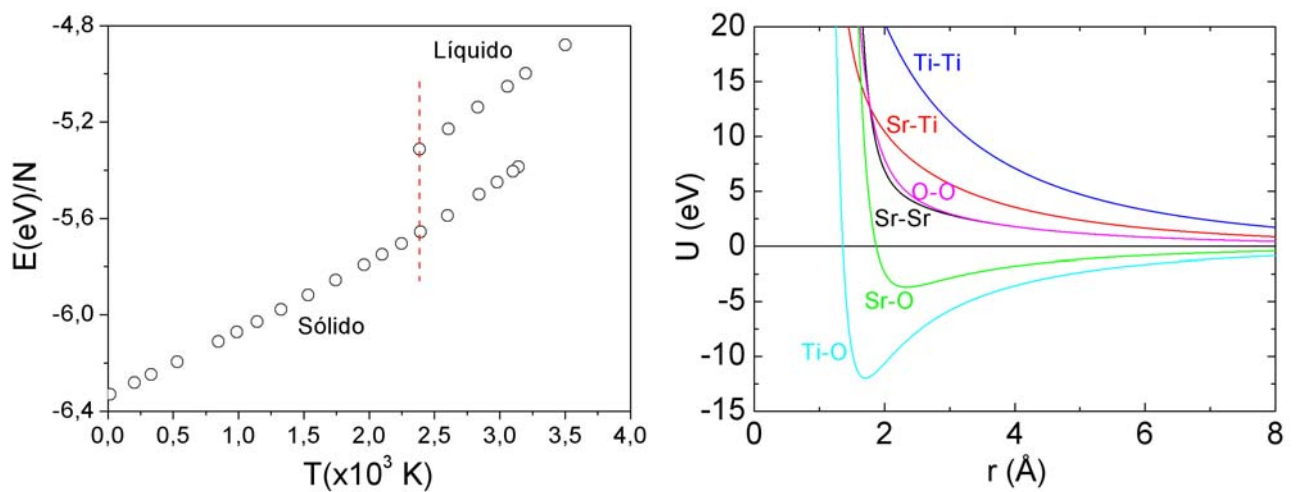 E(eV)/N
-4,8
-5,2
-5,6
-6,0
-6,4
Líquido
Sólido
0,0 0,5 1,0 1,5 2,0 2,5 3,0 3,5 4,0
T(x10³ K)
U (eV)
20
15
10
5
0
-5
-10
-15
Ti-Ti
Sr-Ti
O-O
Sr-Sr
Sr-O
Ti-O
0 2 4 6 8
r (Å)